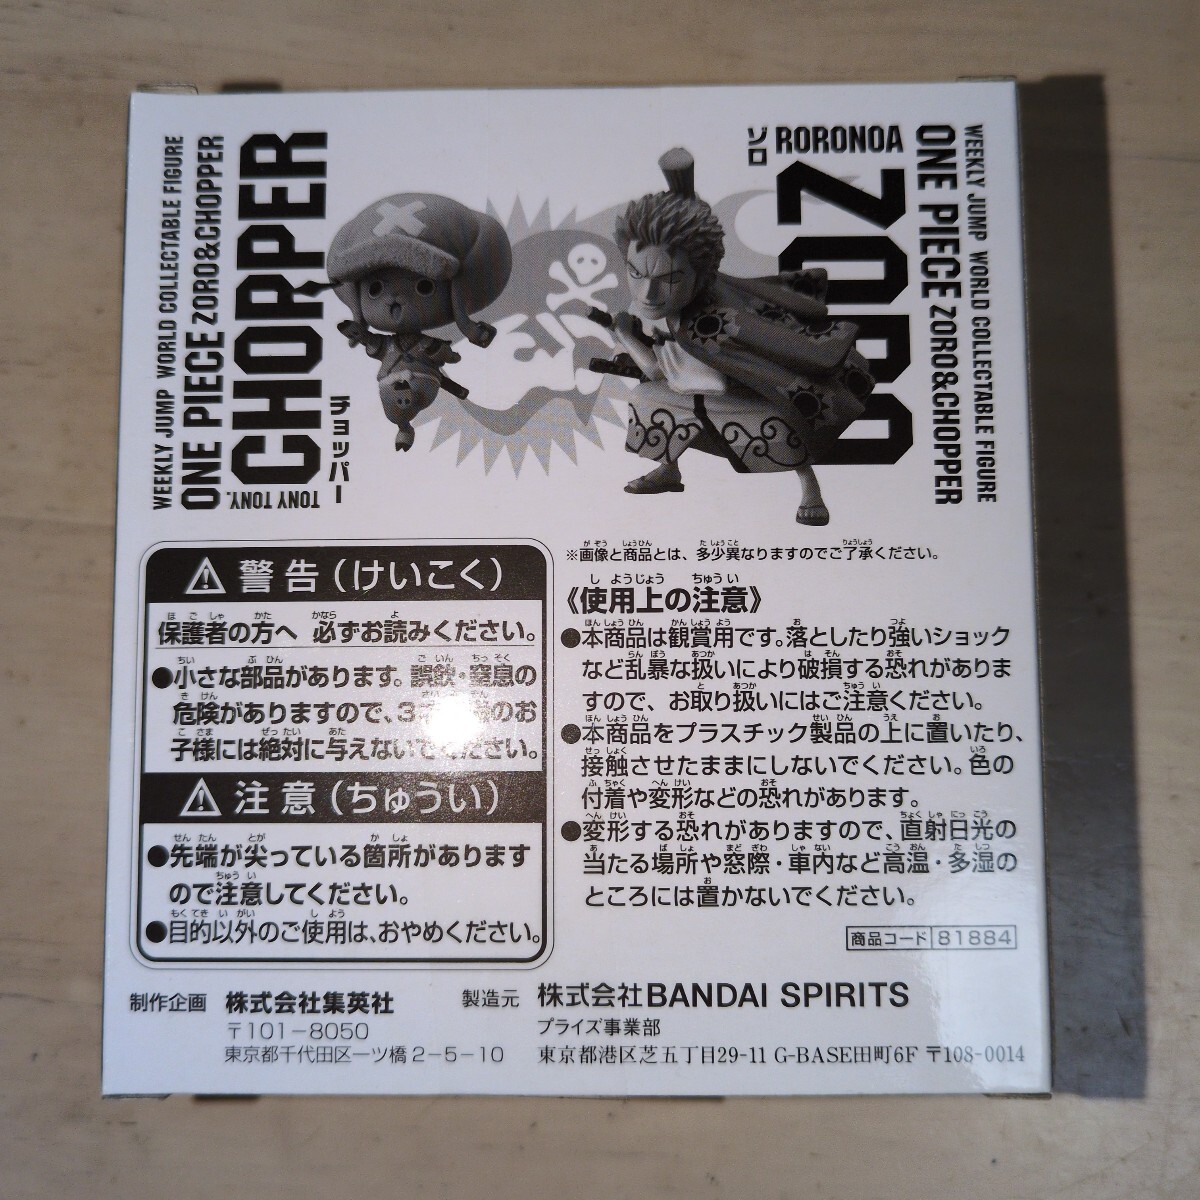 WEEKLY JUMP WORLD COLLECTABLE FIGURE
ONE PIECE ZORO&CHOPPER
TONY TONY.
CHOPPER
チョッパー
ゾロ
RORONOA
ZORO
ONE PIECE ZORO&CHOPPER
WEEKLY JUMP WORLD COLLECTABLE FIGURE
警告(けいこく)
保護者の方へ 必ずお読みください。
●小さな部品があります。誤飲・窒息の
危険がありますので、3 のお
子様には絶対に与えないでください。
注意(ちゅうい)
●先端が尖っている箇所があります
ので注意してください。
●目的以外のご使用は、おやめください。
※画像と商品とは、多少異なりますのでご了承ください。
《使用上の注意》
●本商品は観賞用です。落としたり強いショック
など乱暴な扱いにより破損する恐れがありま
すので、お取り扱いにはご注意ください。
●本商品をプラスチック製品の上に置いたり、
接触させたままにしないでください。色の
付着や変形などの恐れがあります。
●変形する恐れがありますので、直射日光の
当たる場所や窓際・車内など高温・多湿の
ところには置かないでください。
商品コード 81884
制作企画 株式会社集英社
〒101-8050
東京都千代田区一ツ橋2-5-10
製造元 株式会社BANDAI SPIRITS
プライズ事業部
東京都港区芝五丁目29-11 G-BASE田町6F 〒108-0014